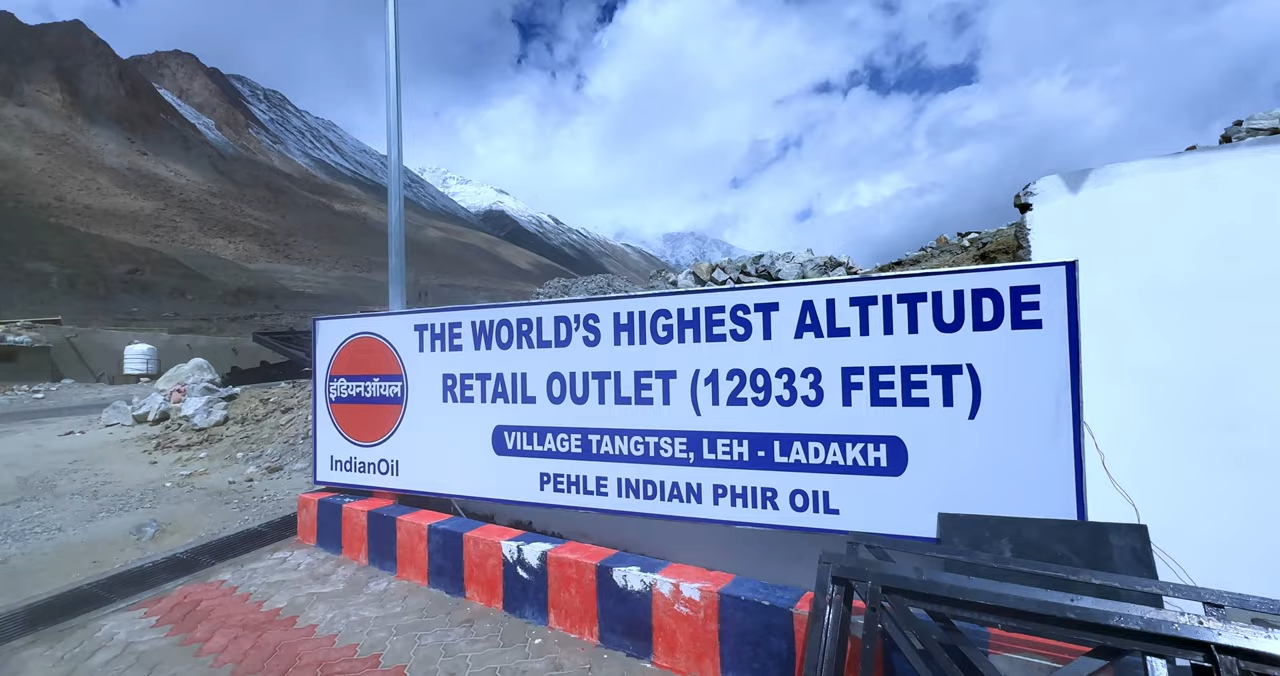 THE WORLD'S HIGHEST ALTITUDE
RETAIL OUTLET (12933 FEET)
इंडियनऑयल
IndianOil
VILLAGE TANGTSE, LEH - LADAKH
PEHLE INDIAN PHIR OIL